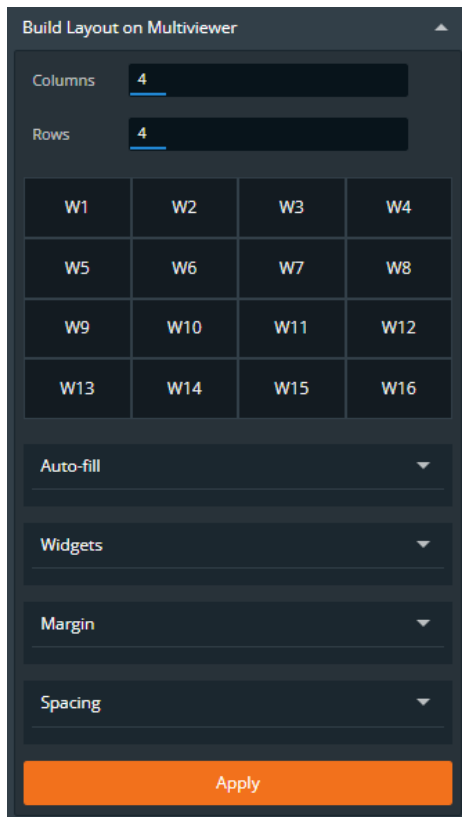 Build Layout on Multiviewer
Columns 4
Rows 4
W1 W2 W3 W4
W5 W6 W7 W8
W9 W10 W11 W12
W13 W14 W15 W16
Auto-fill
Widgets
Margin
Spacing
Apply